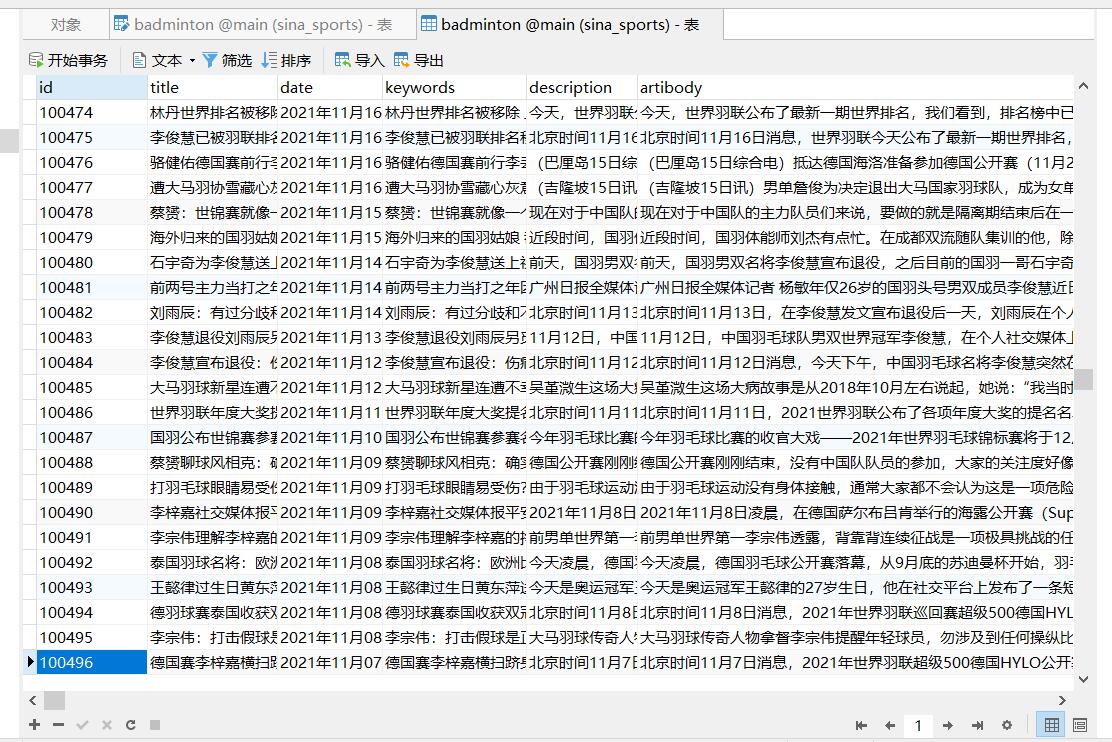 对象 badminton @main (sina_sports) - 表 badminton @main (sina_sports) - 表
开始事务 文本 筛选 排序 导入 导出
id title date keywords description artibody
100474 林丹世界排名被移除 2021年11月16 林丹世界排名被移除 今天，世界羽联 今天，世界羽联公布了最新一期世界排名，我们看到，排名榜中已
100475 李俊慧已被羽联排名 2021年11月16 李俊慧已被羽联排名 北京时间11月16 北京时间11月16日消息，世界羽联今天公布了最新一期世界排名，
100476 骆健佑德国赛前行李 2021年11月16 骆健佑德国赛前行李 （巴厘岛15日综 （巴厘岛15日综合电）抵达德国海洛准备参加德国公开赛（11月2
100477 遭大马羽协雪藏心灰 2021年11月16 遭大马羽协雪藏心灰意 （吉隆坡15日讯 （吉隆坡15日讯）男单詹俊为决定退出大马国家羽球队，成为女单
100478 蔡赟：世锦赛就像一 2021年11月15 蔡赟：世锦赛就像一个 现在对于中国队的 现在对于中国队的主力队员们来说，要做的就是隔离期结束后在一
100479 海外归来的国羽姑娘 2021年11月15 海外归来的国羽姑娘 近段时间，国羽体 近段时间，国羽体能师刘杰有点忙。在成都双流随队集训的他，除
100480 石宇奇为李俊慧送上 2021年11月14 石宇奇为李俊慧送上祝 前天，国羽男双名 前天，国羽男双名将李俊慧宣布退役，之后目前的国羽一哥石宇奇
100481 前两号主力当打之年 2021年11月14 前两号主力当打之年 广州日报全媒体记 广州日报全媒体记者 杨敏年仅26岁的国羽头号男双成员李俊慧近日
100482 刘雨辰：有过分歧和 2021年11月14 刘雨辰：有过分歧和不 北京时间11月13 北京时间11月13日，在李俊慧发文宣布退役后一天，刘雨辰在个人
100483 李俊慧退役刘雨辰另 2021年11月13 李俊慧退役刘雨辰另 11月12日，中国 11月12日，中国羽毛球队男双世界冠军李俊慧，在个人社交媒体上
100484 李俊慧宣布退役：伤 2021年11月12 李俊慧宣布退役：伤病 北京时间11月12 北京时间11月12日消息，今天下午，中国羽毛球名将李俊慧突然在
100485 大马羽球新星连遭不 2021年11月12 大马羽球新星连遭不幸 吴堇溦生这场大病 吴堇溦生这场大病故事是从2018年10月左右说起，她说：“我当时
100486 世界羽联年度大奖提 2021年11月11 世界羽联年度大奖提名 北京时间11月11 北京时间11月11日，2021世界羽联公布了各项年度大奖的提名名
100487 国羽公布世锦赛参赛 2021年11月10 国羽公布世锦赛参赛名 今年羽毛球比赛的 今年羽毛球比赛的收官大戏——2021年世界羽毛球锦标赛将于12
100488 蔡赟聊球风相克：确 2021年11月09 蔡赟聊球风相克：确实 德国公开赛刚刚结 德国公开赛刚刚结束，没有中国队队员的参加，大家的关注度好像
100489 打羽毛球眼睛易受伤 2021年11月09 打羽毛球眼睛易受伤？ 由于羽毛球运动没 由于羽毛球运动没有身体接触，通常大家都不会认为这是一项危险
100490 李梓嘉社交媒体报平 2021年11月09 李梓嘉社交媒体报平安 2021年11月8日 2021年11月8日凌晨，在德国萨尔布吕肯举行的海露公开赛（Sup
100491 李宗伟理解李梓嘉的 2021年11月09 李宗伟理解李梓嘉的 前男单世界第一李 前男单世界第一李宗伟透露，背靠背连续征战是一项极具挑战的任
100492 泰国羽球名将：欧洲 2021年11月08 泰国羽球名将：欧洲比 今天凌晨，德国羽 今天凌晨，德国羽毛球公开赛落幕，从9月底的苏迪曼杯开始，羽毛
100493 王懿律过生日黄东萍 2021年11月08 王懿律过生日黄东萍送 今天是奥运冠军王 今天是奥运冠军王懿律的27岁生日，他在社交平台上发布了一条短
100494 德羽球赛泰国收获双 2021年11月08 德羽球赛泰国收获双冠 北京时间11月8日 北京时间11月8日消息，2021年世界羽联巡回赛超级500德国HYL
100495 李宗伟：打击假球是 2021年11月08 李宗伟：打击假球是正 大马羽球传奇人物 大马羽球传奇人物拿督李宗伟提醒年轻球员，勿涉及到任何操纵比
100496 德国赛李梓嘉横扫跻 2021年11月07 德国赛李梓嘉横扫跻身 北京时间11月7日 北京时间11月7日消息，2021年世界羽联超级500德国HYLO公开
1